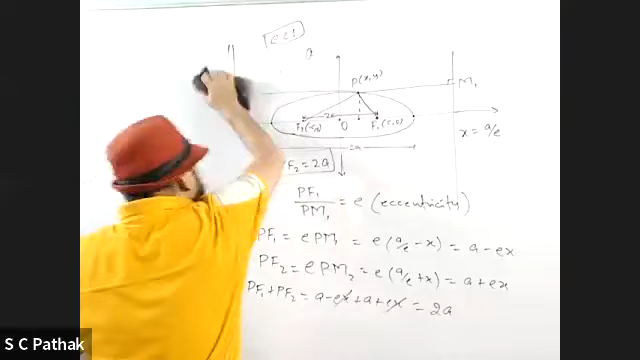 e<1
P(x,y)
M₁
F₂(-c,0)
O
F₁(c,0)
x = a/e
2a
F₂ = 2a
PF₁/PM₁ = e (eccentricity)
PF₁ = e PM₁ = e(a/e - x) = a - ex
PF₂ = e PM₂ = e(a/e + x) = a + ex
PF₁ + PF₂ = a - ex + a + ex = 2a
S C Pathak